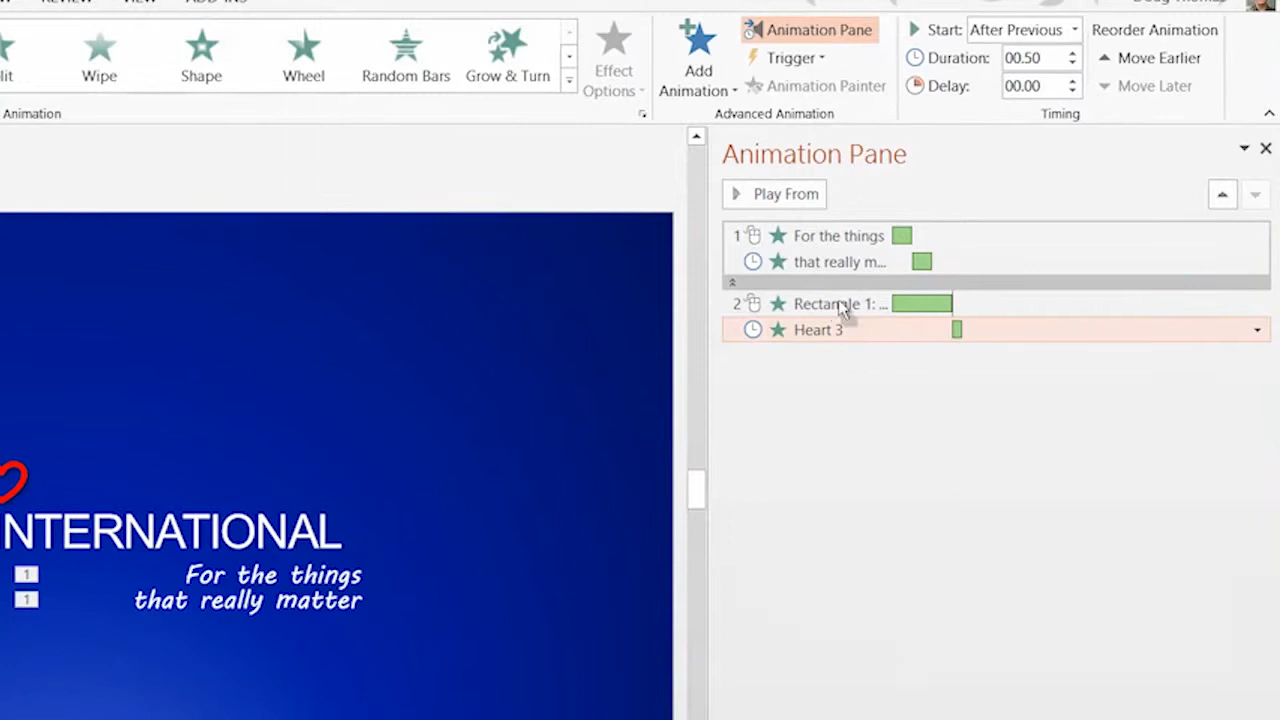 VIEW
Animation Pane
Start: After Previous
Reorder Animation
Wipe
Shape
Wheel
Random Bars
Grow & Turn
Effect
Options
Add
Animation
Trigger
Animation Painter
Duration: 00.50
Move Earlier
Delay: 00.00
Move Later
Animation
Advanced Animation
Timing
Animation Pane
Play From
1 For the things
that really m...
2 Rectangle 1: ...
Heart 3
NTERNATIONAL
1 For the things
1 that really matter